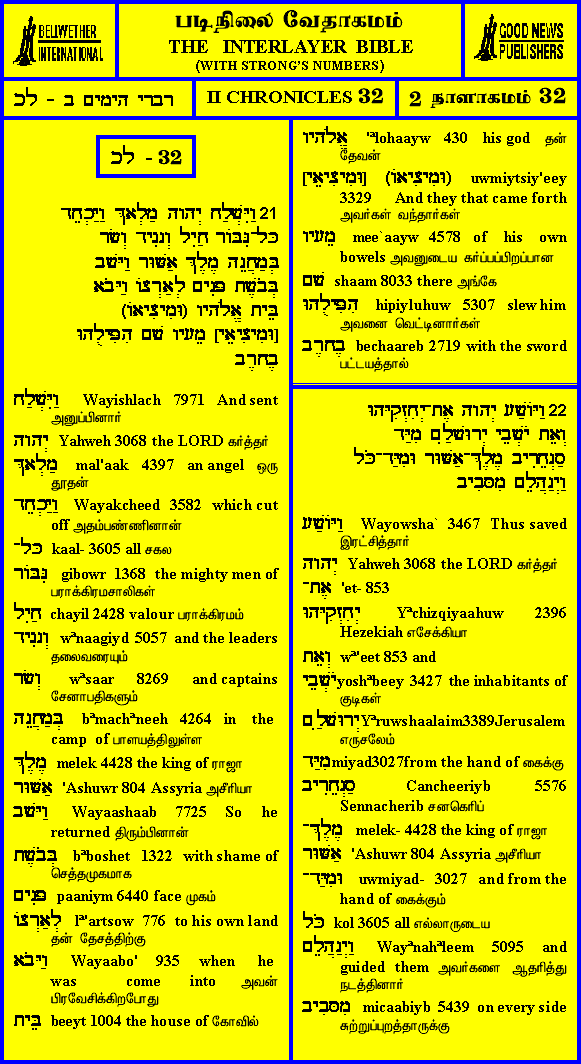 BELLWETHER
INTERNATIONAL
படிநிலை வேதாகமம்
THE INTERLAYER BIBLE
(WITH STRONG'S NUMBERS)
GOOD NEWS
PUBLISHERS
דברי הימים ב - לב
II CHRONICLES 32
2 நாளாகமம் 32
לב - 32
21 וַיִּשְׁלַח יְהוָה מַלְאָךְ וַיַּכְחֵד
כָּל־גִּבּוֹר חַיִל וְנָגִיד וְשָׂר
בְּמַחֲנֵה מֶלֶךְ אַשּׁוּר וַיָּשָׁב
בְּבֹשֶׁת פָּנִים לְאַרְצוֹ וַיָּבֹא
בֵּית אֱלֹהָיו (וּמִיצִיאוֹ)
[וּמִיצִיאֵי] מֵעָיו שָׁם הִפִּילֻהוּ
בֶחָרֶב
וַיִּשְׁלַח Wayishlach 7971 And sent
அனுப்பினார்
יְהוָה Yahweh 3068 the LORD கர்த்தர்
מַלְאָךְ mal'aak 4397 an angel ஒரு
தூதன்
וַיַּכְחֵד Wayakcheed 3582 which cut
off அதம்பண்ணினான்
כָּל־ kaal- 3605 all சகல
גִּבּוֹר gibowr 1368 the mighty men of
பராக்கிரமசாலிகள்
חַיִל chayil 2428 valour பராக்கிரமம்
וְנָגִיד wªnaagiyd 5057 and the leaders
தலைவரையும்
וְשָׂר wªsaar 8269 and captains
சேனாபதிகளும்
בְּמַחֲנֵה bªmachªneeh 4264 in the
camp of பாளயத்திலுள்ள
מֶלֶךְ melek 4428 the king of ராஜா
אַשּׁוּר 'Ashuwr 804 Assyria அசீரியா
וַיָּשָׁב Wayaashaab 7725 So he
returned திரும்பினான்
בְּבֹשֶׁת bªboshet 1322 with shame of
செத்தமுகமாக
פָּנִים paaniym 6440 face முகம்
לְאַרְצוֹ lª'artsow 776 to his own land
தன் தேசத்திற்கு
וַיָּבֹא Wayaabo' 935 when he
was come into அவன்
பிரவேசிக்கிறபோது
בֵּית beeyt 1004 the house of கோவில்
אֱלֹהָיו 'ªlohaayw 430 his god தன்
தேவன்
[וּמִיצִיאֵי] (וּמִיצִיאוֹ) uwmiytsiy'eey
3329 And they that came forth
அவர்கள் வந்தார்கள்
מֵעָיו mee`aayw 4578 of his own
bowels அவனுடைய கர்ப்பப்பிறப்பான
שָׁם shaam 8033 there அங்கே
הִפִּילֻהוּ hipiyluhuw 5307 slew him
அவனை வெட்டினார்கள்
בֶחָרֶב bechaareb 2719 with the sword
பட்டயத்தால்
22 וַיּוֹשַׁע יְהוָה אֶת־יְחִזְקִיָּהוּ
וְאֵת יֹשְׁבֵי יְרוּשָׁלִַם מִיַּד
סַנְחֵרִיב מֶלֶךְ־אַשּׁוּר וּמִיַּד־כֹּל
וַיְנַהֲלֵם מִסָּבִיב
וַיּוֹשַׁע Wayowsha` 3467 Thus saved
இரட்சித்தார்
יְהוָה Yahweh 3068 the LORD கர்த்தர்
אֶת־ 'et- 853
יְחִזְקִיָּהוּ Yªchizqiyaahuw 2396
Hezekiah எசேக்கியா
וְאֵת wª'eet 853 and
יֹשְׁבֵי yoshªbeey 3427 the inhabitants of
குடிகள்
יְרוּשָׁלִַם Yªruwshaalaim3389Jerusalem
எருசலேம்
מִיַּד miyad3027from the hand of கைக்கு
סַנְחֵרִיב Cancheeriyb 5576
Sennacherib சனகெரிப்
מֶלֶךְ־ melek- 4428 the king of ராஜா
אַשּׁוּר 'Ashuwr 804 Assyria அசீரியா
וּמִיַּד־ uwmiyad- 3027 and from the
hand of கைக்கும்
כֹּל kol 3605 all எல்லாருடைய
וַיְנַהֲלֵם Wayªnahªleem 5095 and
guided them அவர்களை ஆதரித்து
நடத்தினார்
מִסָּבִיב micaabiyb 5439 on every side
சுற்றுப்புறத்தாருக்கு